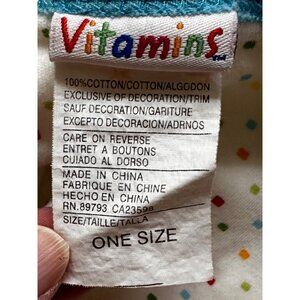 Vitamins
100%COTTON/COTTON/ALGODON
EXCLUSIVE OF DECORATION/TRIM
SAUF DECORATION/GARITURE
EXCEPTO DECORACION/ADRNOS
CARE ON REVERSE
ENTRET A BOUTONS
CUIADO AL DORSO
MADE IN CHINA
FABRIQUE EN CHINE
HECHO EN CHINA
RN.89793 CA23598
SIZE/TAILLE/TALLA
ONE SIZE